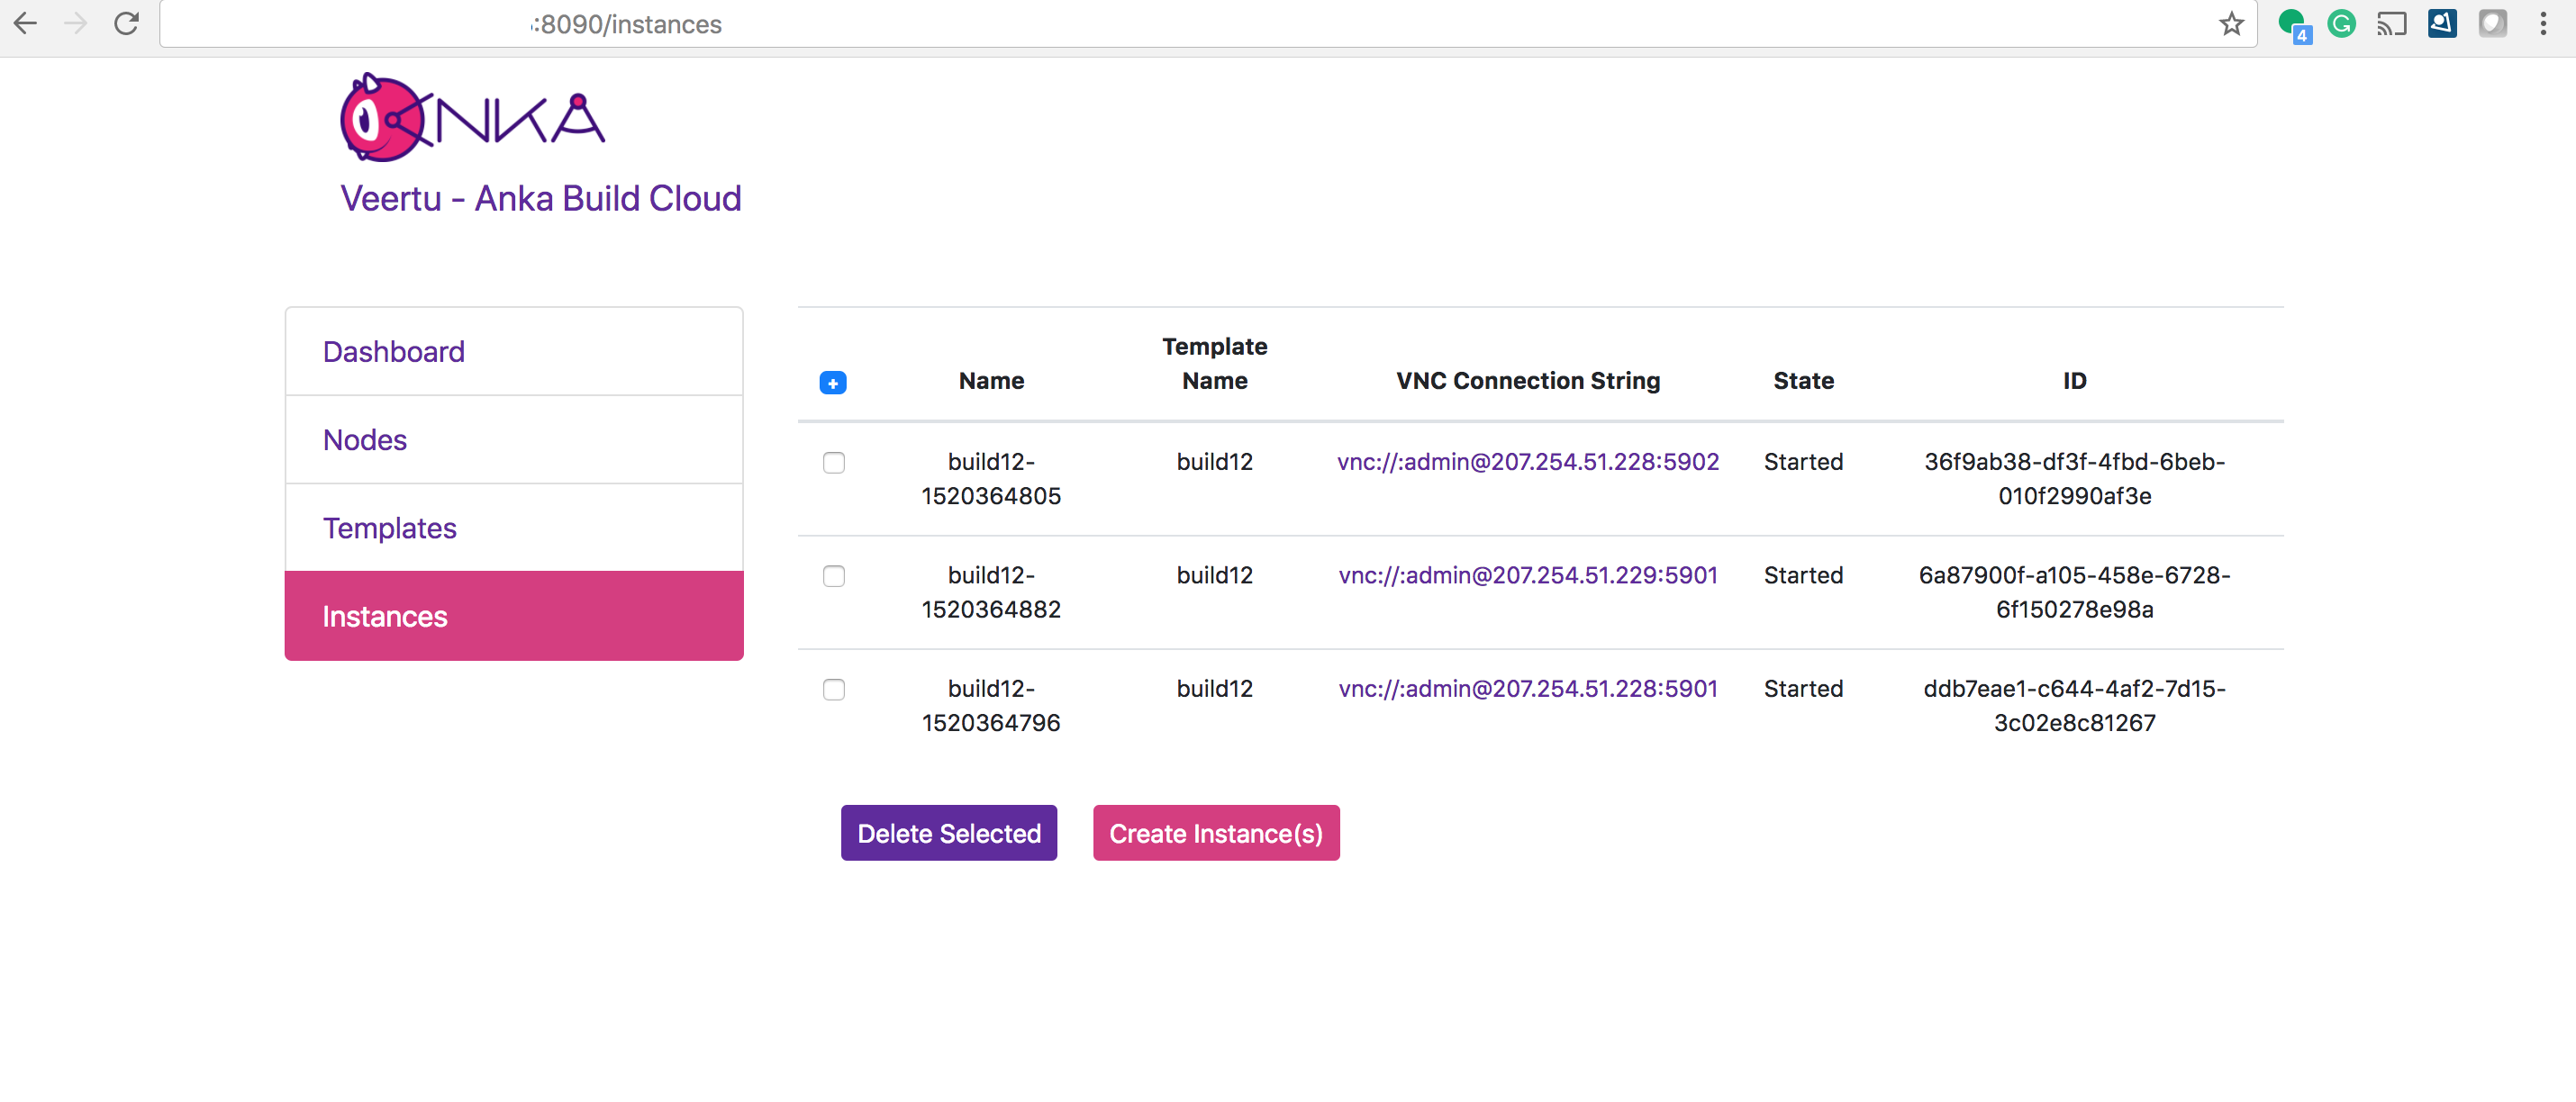 :8090/instances
4
ANKA
Veertu - Anka Build Cloud
Dashboard
Nodes
Templates
Instances
Template
Name Name VNC Connection String State ID
build12- build12 vnc://:admin@207.254.51.228:5902 Started 36f9ab38-df3f-4fbd-6beb-
1520364805 010f2990af3e
build12- build12 vnc://:admin@207.254.51.229:5901 Started 6a87900f-a105-458e-6728-
1520364882 6f150278e98a
build12- build12 vnc://:admin@207.254.51.228:5901 Started ddb7eae1-c644-4af2-7d15-
1520364796 3c02e8c81267
Delete Selected Create Instance(s)